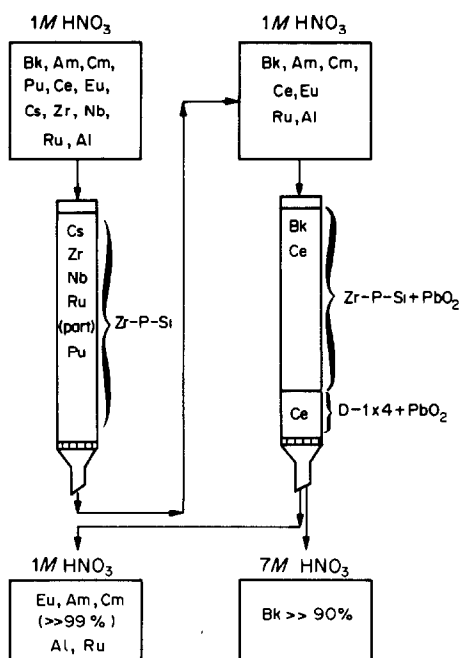 1M HNO3
Bk, Am, Cm,
Pu, Ce, Eu,
Cs, Zr, Nb,
Ru, Al
1M HNO3
Bk, Am, Cm,
Ce, Eu
Ru, Al
Cs
Zr
Nb
Ru
(part)
Pu
Zr-P-Si
Bk
Ce
Zr-P-Si+PbO2
Ce
D-1x4+PbO2
1M HNO3
Eu, Am, Cm
(>>99%)
Al, Ru
7M HNO3
Bk >> 90%